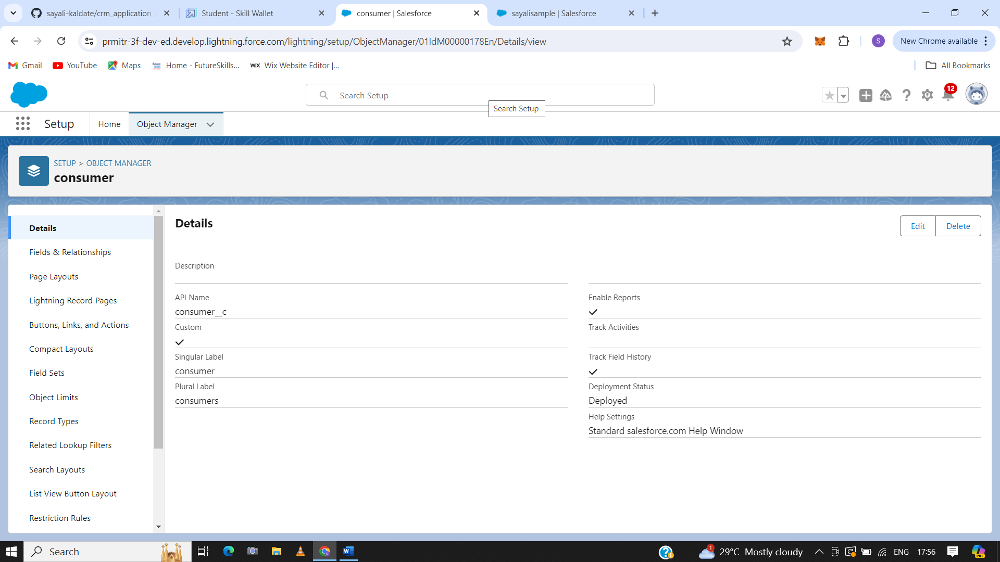 sayali-kaldate/crm_application_
Student - Skill Wallet
consumer | Salesforce
sayalisample | Salesforce
prmitr-3f-dev-ed.develop.lightning.force.com/lightning/setup/ObjectManager/01IdM00000178En/Details/view
S
New Chrome available
Gmail
YouTube
Maps
Home - FutureSkills...
WIX Wix Website Editor |...
All Bookmarks
Search Setup
12
Search Setup
Setup
Home
Object Manager
SETUP > OBJECT MANAGER
consumer
Details
Fields & Relationships
Page Layouts
Lightning Record Pages
Buttons, Links, and Actions
Compact Layouts
Field Sets
Object Limits
Record Types
Related Lookup Filters
Search Layouts
List View Button Layout
Restriction Rules
Details
Edit
Delete
Description
API Name
consumer__c
Custom
Singular Label
consumer
Plural Label
consumers
Enable Reports
Track Activities
Track Field History
Deployment Status
Deployed
Help Settings
Standard salesforce.com Help Window
Search
1
29°C Mostly cloudy
ENG
17:56
PRE